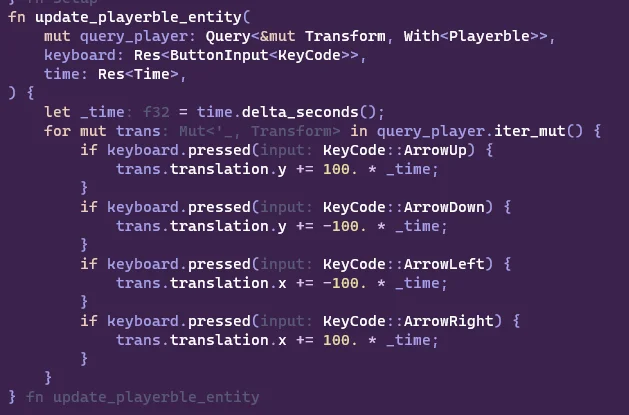 } fn setup
fn update_playerble_entity(
    mut query_player: Query<&mut Transform, With<Playerble>>,
    keyboard: Res<ButtonInput<KeyCode>>,
    time: Res<Time>,
) {
    let _time: f32 = time.delta_seconds();
    for mut trans: Mut<'_, Transform> in query_player.iter_mut() {
        if keyboard.pressed(input: KeyCode::ArrowUp) {
            trans.translation.y += 100. * _time;
        }
        if keyboard.pressed(input: KeyCode::ArrowDown) {
            trans.translation.y += -100. * _time;
        }
        if keyboard.pressed(input: KeyCode::ArrowLeft) {
            trans.translation.x += -100. * _time;
        }
        if keyboard.pressed(input: KeyCode::ArrowRight) {
            trans.translation.x += 100. * _time;
        }
    }
} fn update_playerble_entity